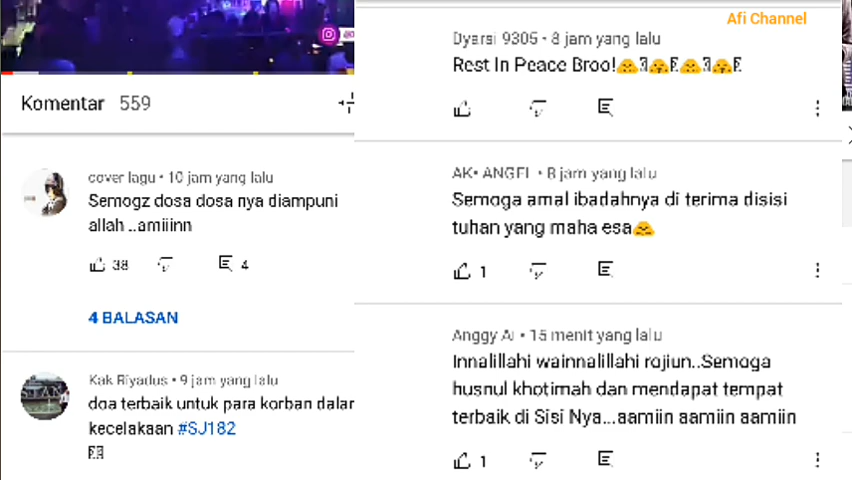 Komentar 559
cover lagu • 10 jam yang lalu
Semogz dosa dosa nya diampuni
allah ..amiiinn
38
4
4 BALASAN
Kak Riyadus • 9 jam yang lalu
doa terbaik untuk para korban dalar
kecelakaan #SJ182
Afi Channel
Dyarsi 9305 • 8 jam yang lalu
Rest In Peace Broo!🤗🤗🤗🤗
AK• ANGEL • 8 jam yang lalu
Semoga amal ibadahnya di terima disisi
tuhan yang maha esa🤗
1
Anggy Ai • 15 menit yang lalu
Innalillahi wainnalillahi rojiun..Semoga
husnul khotimah dan mendapat tempat
terbaik di Sisi Nya...aamiin aamiin aamiin
1